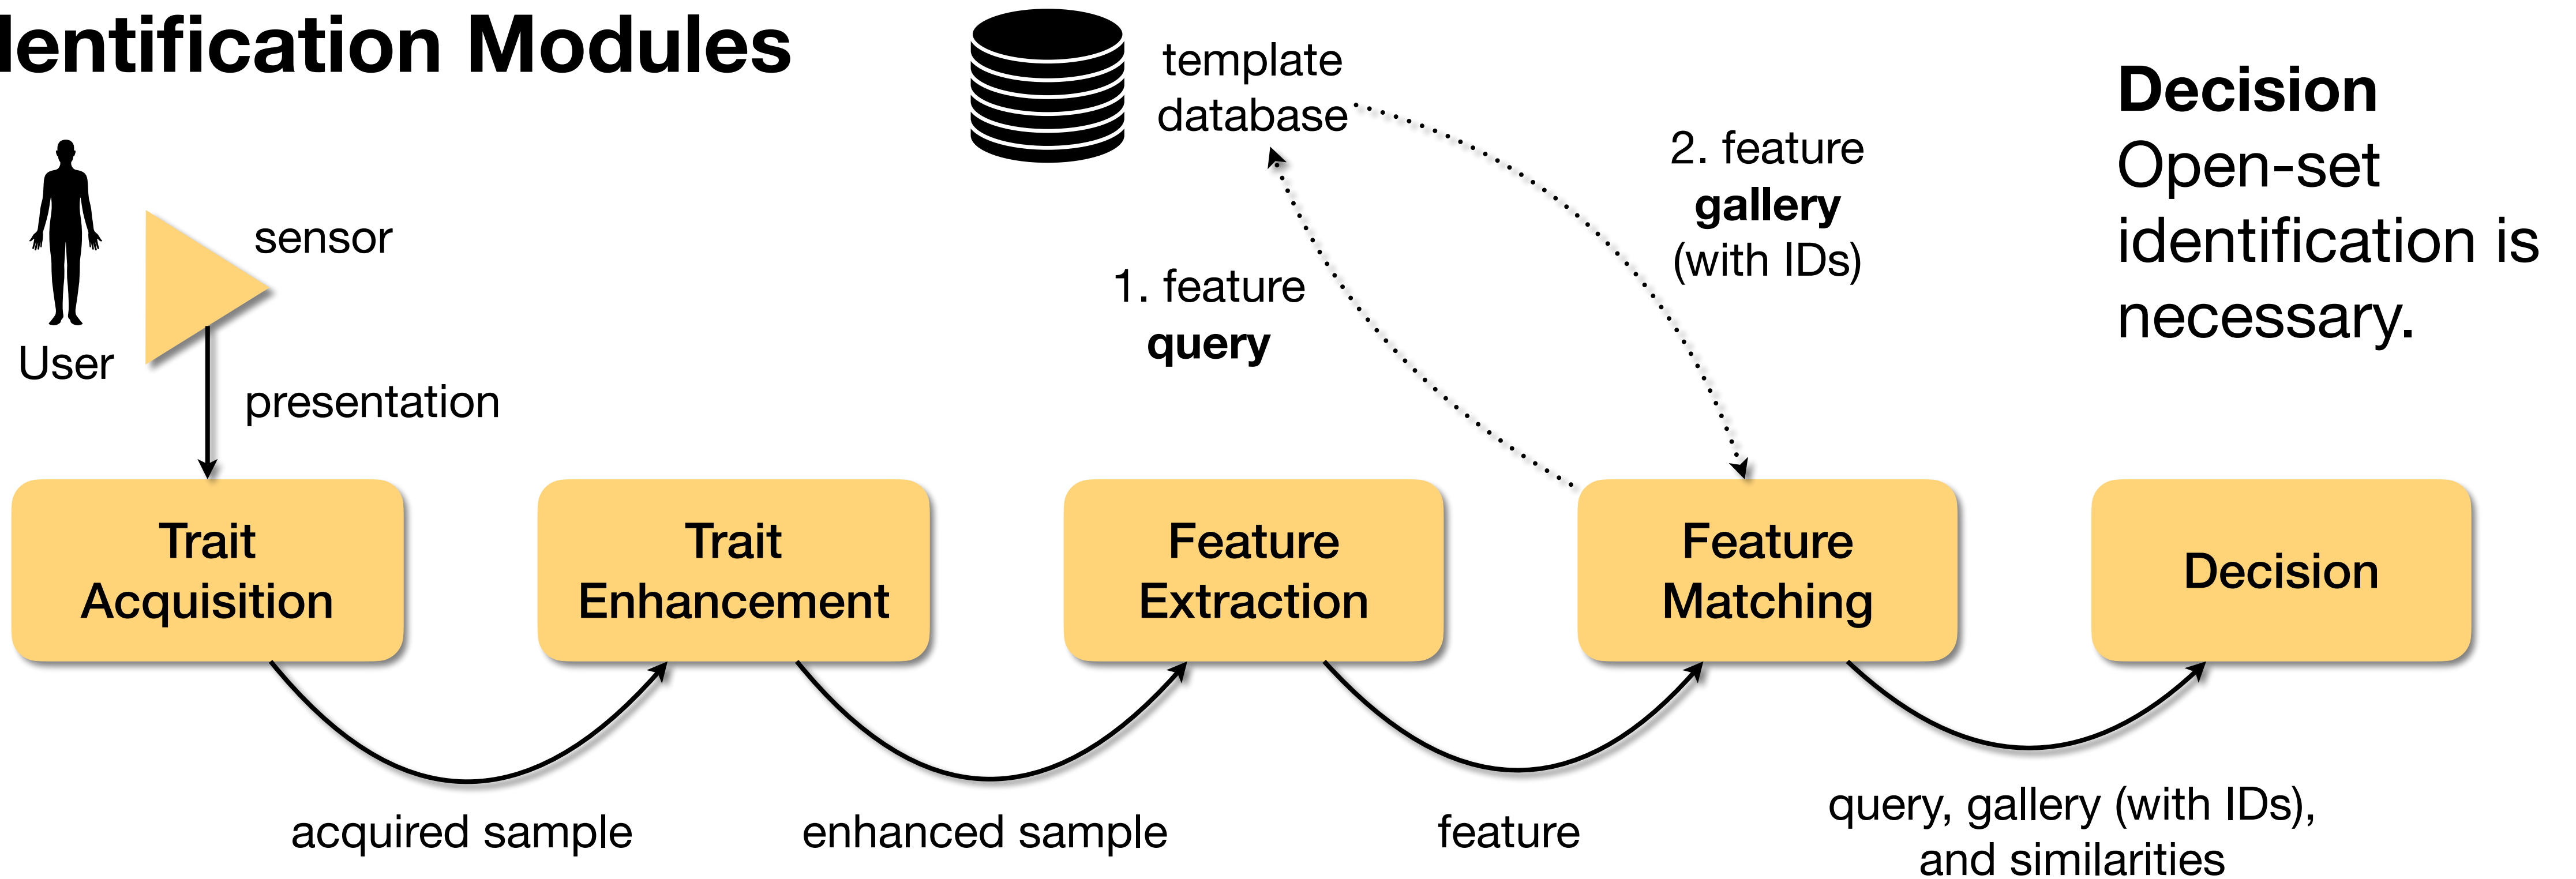 dentification Modules
template
database
Decision
Open-set
identification is
necessary.
2. feature
gallery
(with IDs)
sensor
1. feature
query
User
presentation
Trait
Acquisition
Trait
Enhancement
Feature
Extraction
Feature
Matching
Decision
acquired sample
enhanced sample
feature
query, gallery (with IDs),
and similarities